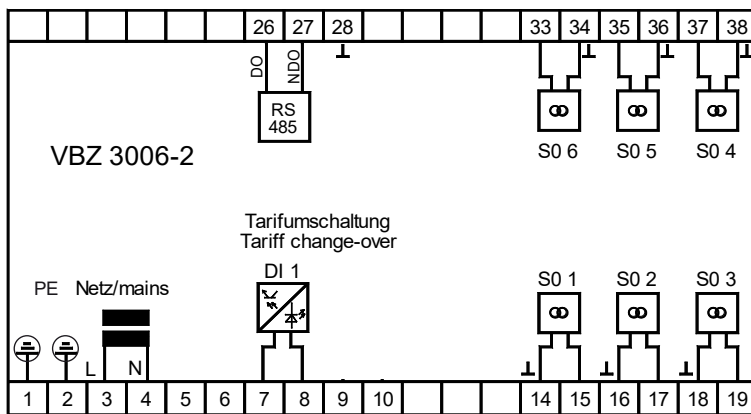 26 27 28 33 34 35 36 37 38
DO NDO
RS
485
VBZ 3006-2
S0 6 S0 5 S0 4
Tarifumschaltung
Tariff change-over
DI 1
PE Netz/mains
S0 1 S0 2 S0 3
L N
1 2 3 4 5 6 7 8 9 10 14 15 16 17 18 19